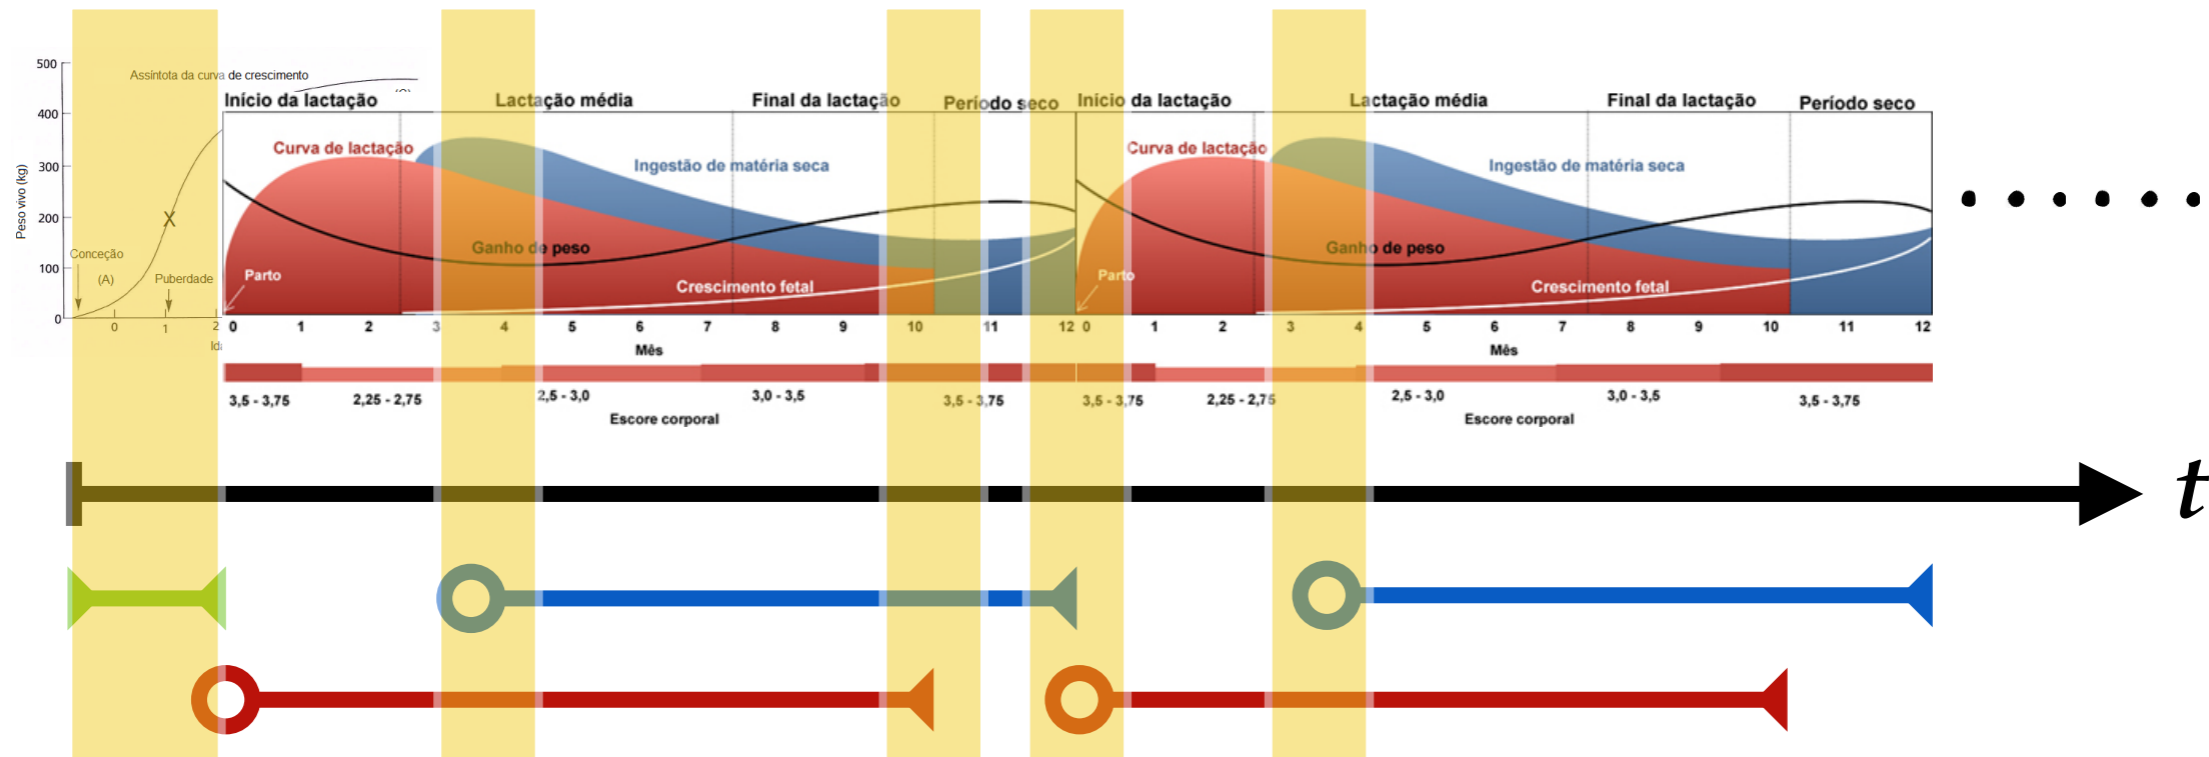 500
Assíntota da curva de crescimento
400
300
200
100
0
Peso vivo (kg)
X
Conceção
(A)
Puberdade
0 1 2
Início da lactação Lactação média Final da lactação Período seco
Curva de lactação
Ingestão de matéria seca
Ganho de peso
Parto
Crescimento fetal
0 1 2 3 4 5 6 7 8 9 10 11 12
Mês
3,5 - 3,75 2,25 - 2,75 2,5 - 3,0 3,0 - 3,5 3,5 - 3,75
Escore corporal
Início da lactação Lactação média Final da lactação Período seco
Curva de lactação
Ingestão de matéria seca
Ganho de peso
Parto
Crescimento fetal
0 1 2 3 4 5 6 7 8 9 10 11 12
Mês
3,5 - 3,75 2,25 - 2,75 2,5 - 3,0 3,0 - 3,5 3,5 - 3,75
Escore corporal
t